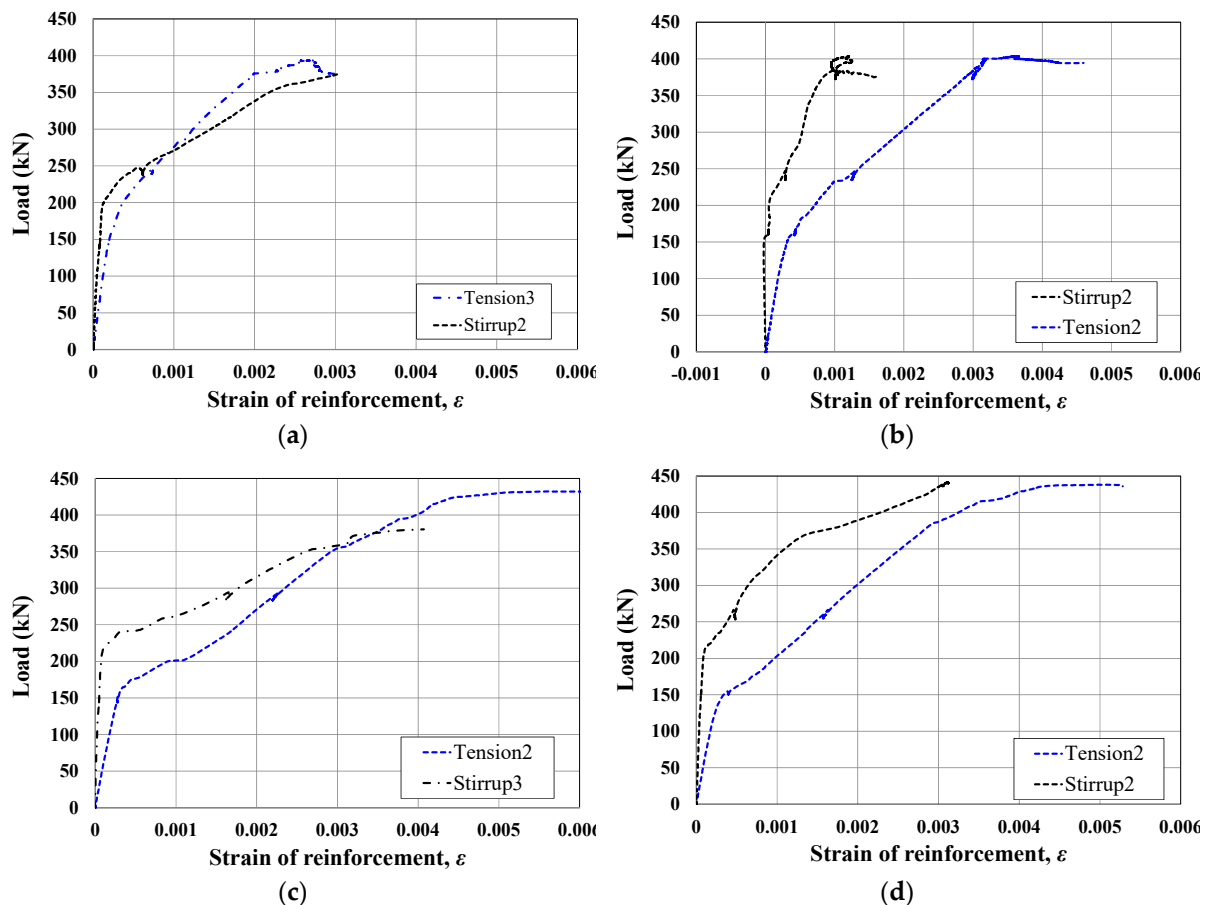 450
400
350
300
250
200
150
100
50
0
Load (kN)
Tension3
Stirrup2
0 0.001 0.002 0.003 0.004 0.005 0.006
Strain of reinforcement, ε
(a)
450
400
350
300
250
200
150
100
50
0
Load (kN)
Stirrup2
Tension2
-0.001 0 0.001 0.002 0.003 0.004 0.005 0.006
Strain of reinforcement, ε
(b)
450
400
350
300
250
200
150
100
50
0
Load (kN)
Tension2
Stirrup3
0 0.001 0.002 0.003 0.004 0.005 0.006
Strain of reinforcement, ε
(c)
450
400
350
300
250
200
150
100
50
0
Load (kN)
Tension2
Stirrup2
0 0.001 0.002 0.003 0.004 0.005 0.006
Strain of reinforcement, ε
(d)